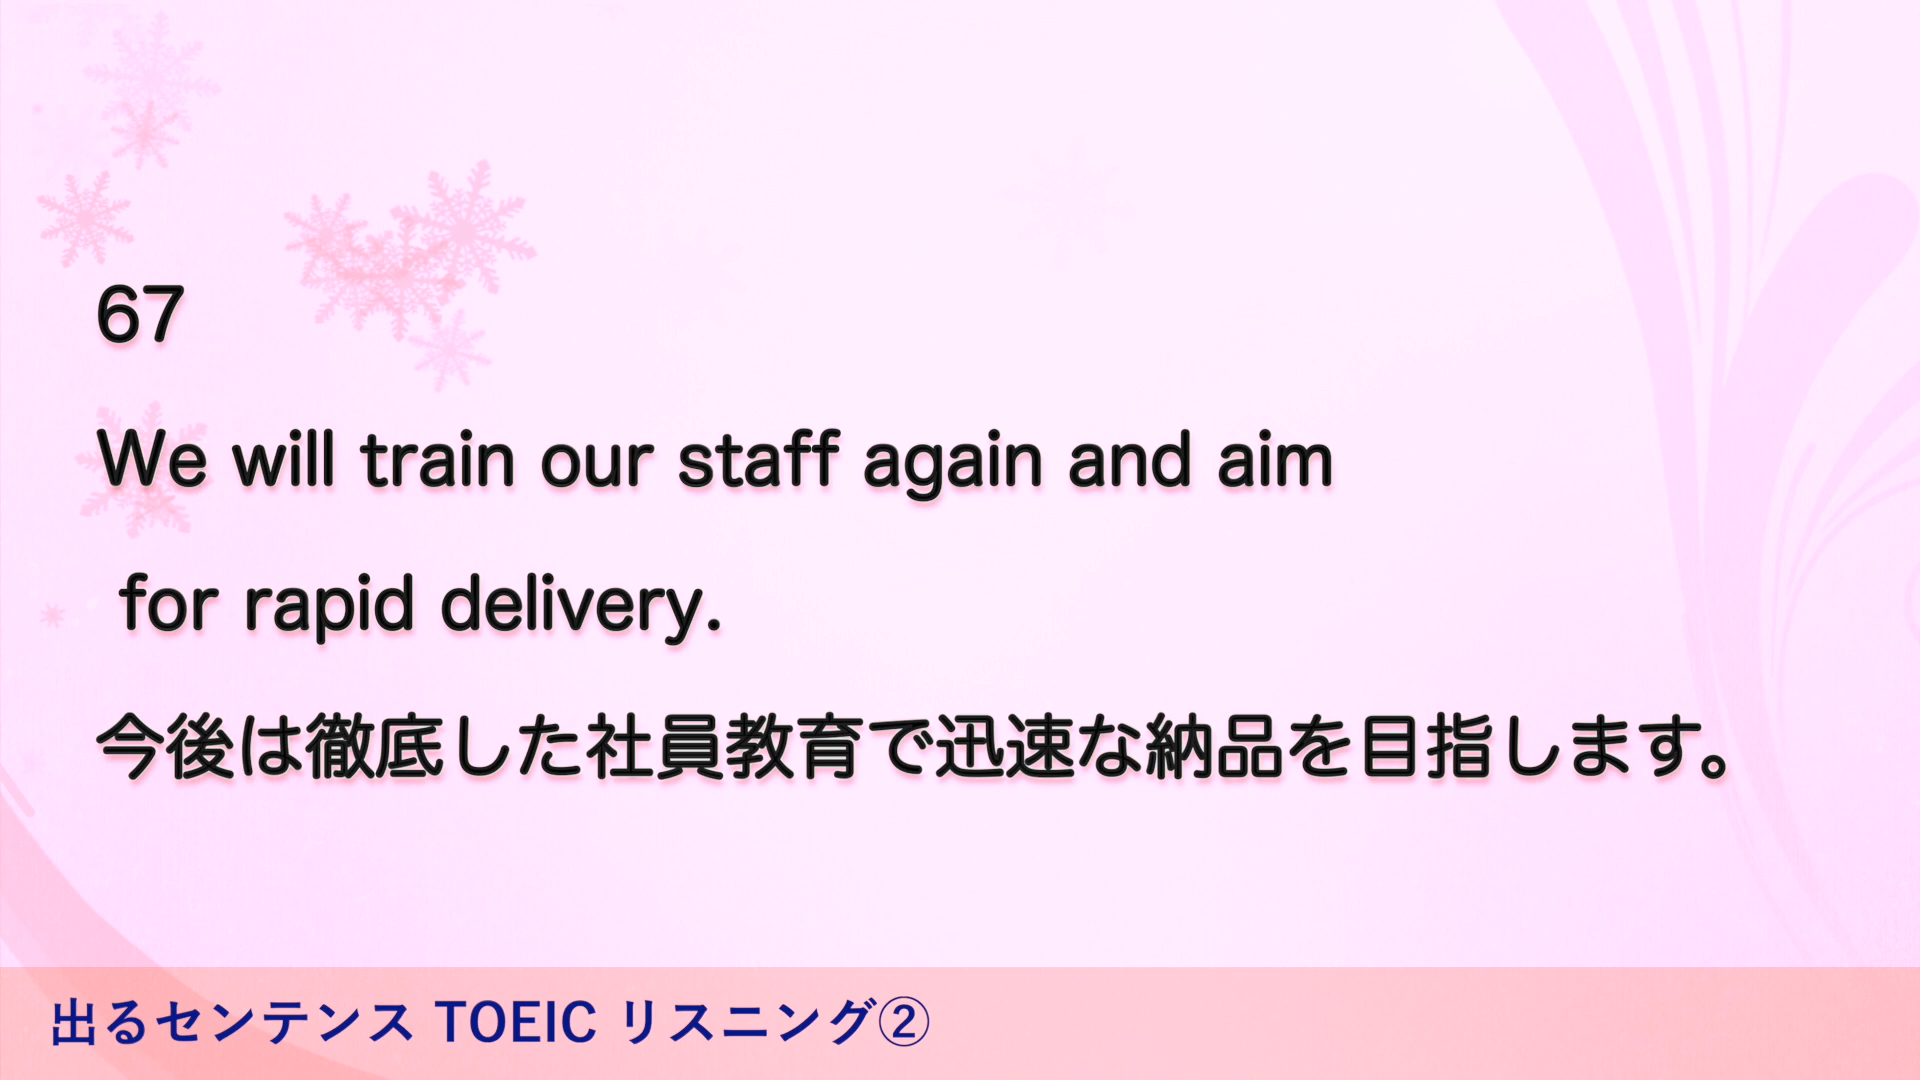 67
We will train our staff again and aim
for rapid delivery.
今後は徹底した社員教育で迅速な納品を目指します。
出るセンテンス TOEIC リスニング②